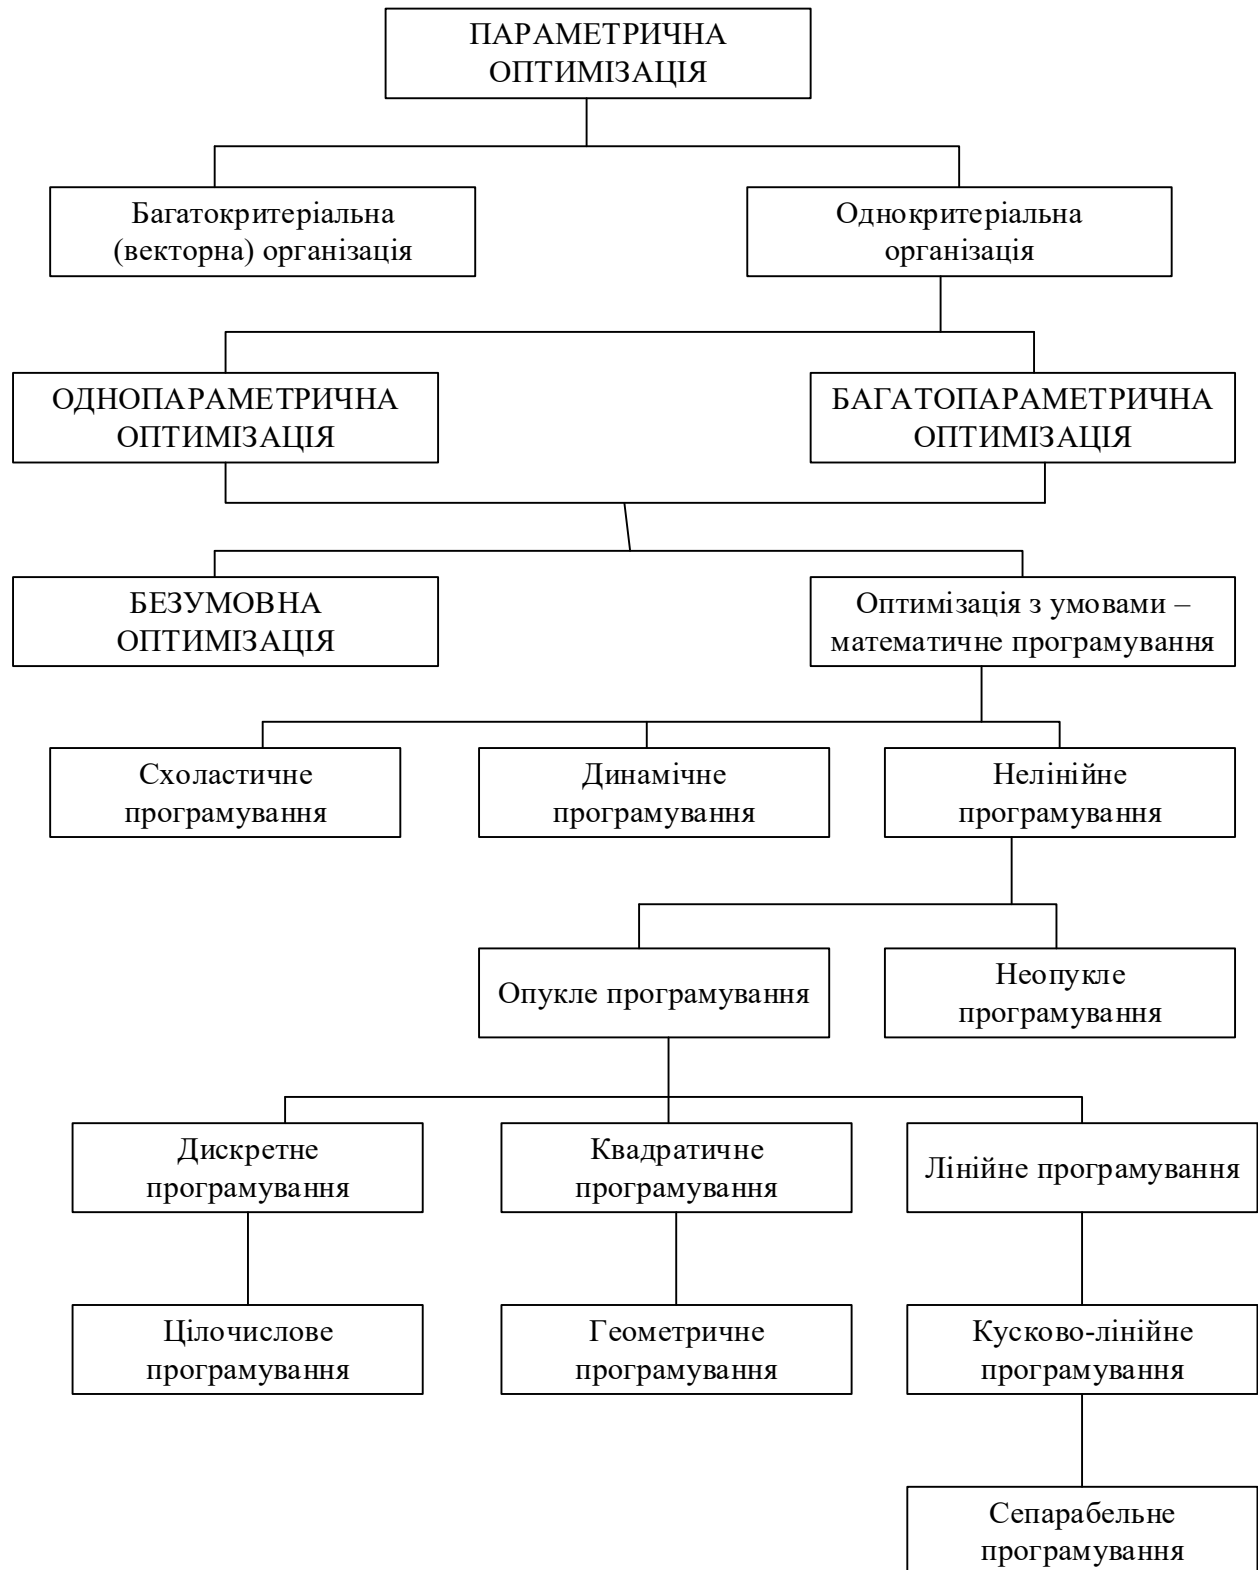 ПАРАМЕТРИЧНА
ОПТИМІЗАЦІЯ
Багатокритеріальна
(векторна) організація
Однокритеріальна
організація
ОДНОПАРАМЕТРИЧНА
ОПТИМІЗАЦІЯ
БАГАТОПАРАМЕТРИЧНА
ОПТИМІЗАЦІЯ
БЕЗУМОВНА
ОПТИМІЗАЦІЯ
Оптимізація з умовами –
математичне програмування
Схоластичне
програмування
Динамічне
програмування
Нелінійне
програмування
Опукле програмування
Неопукле
програмування
Дискретне
програмування
Квадратичне
програмування
Лінійне програмування
Цілочислове
програмування
Геометричне
програмування
Кусково-лінійне
програмування
Сепарабельне
програмування